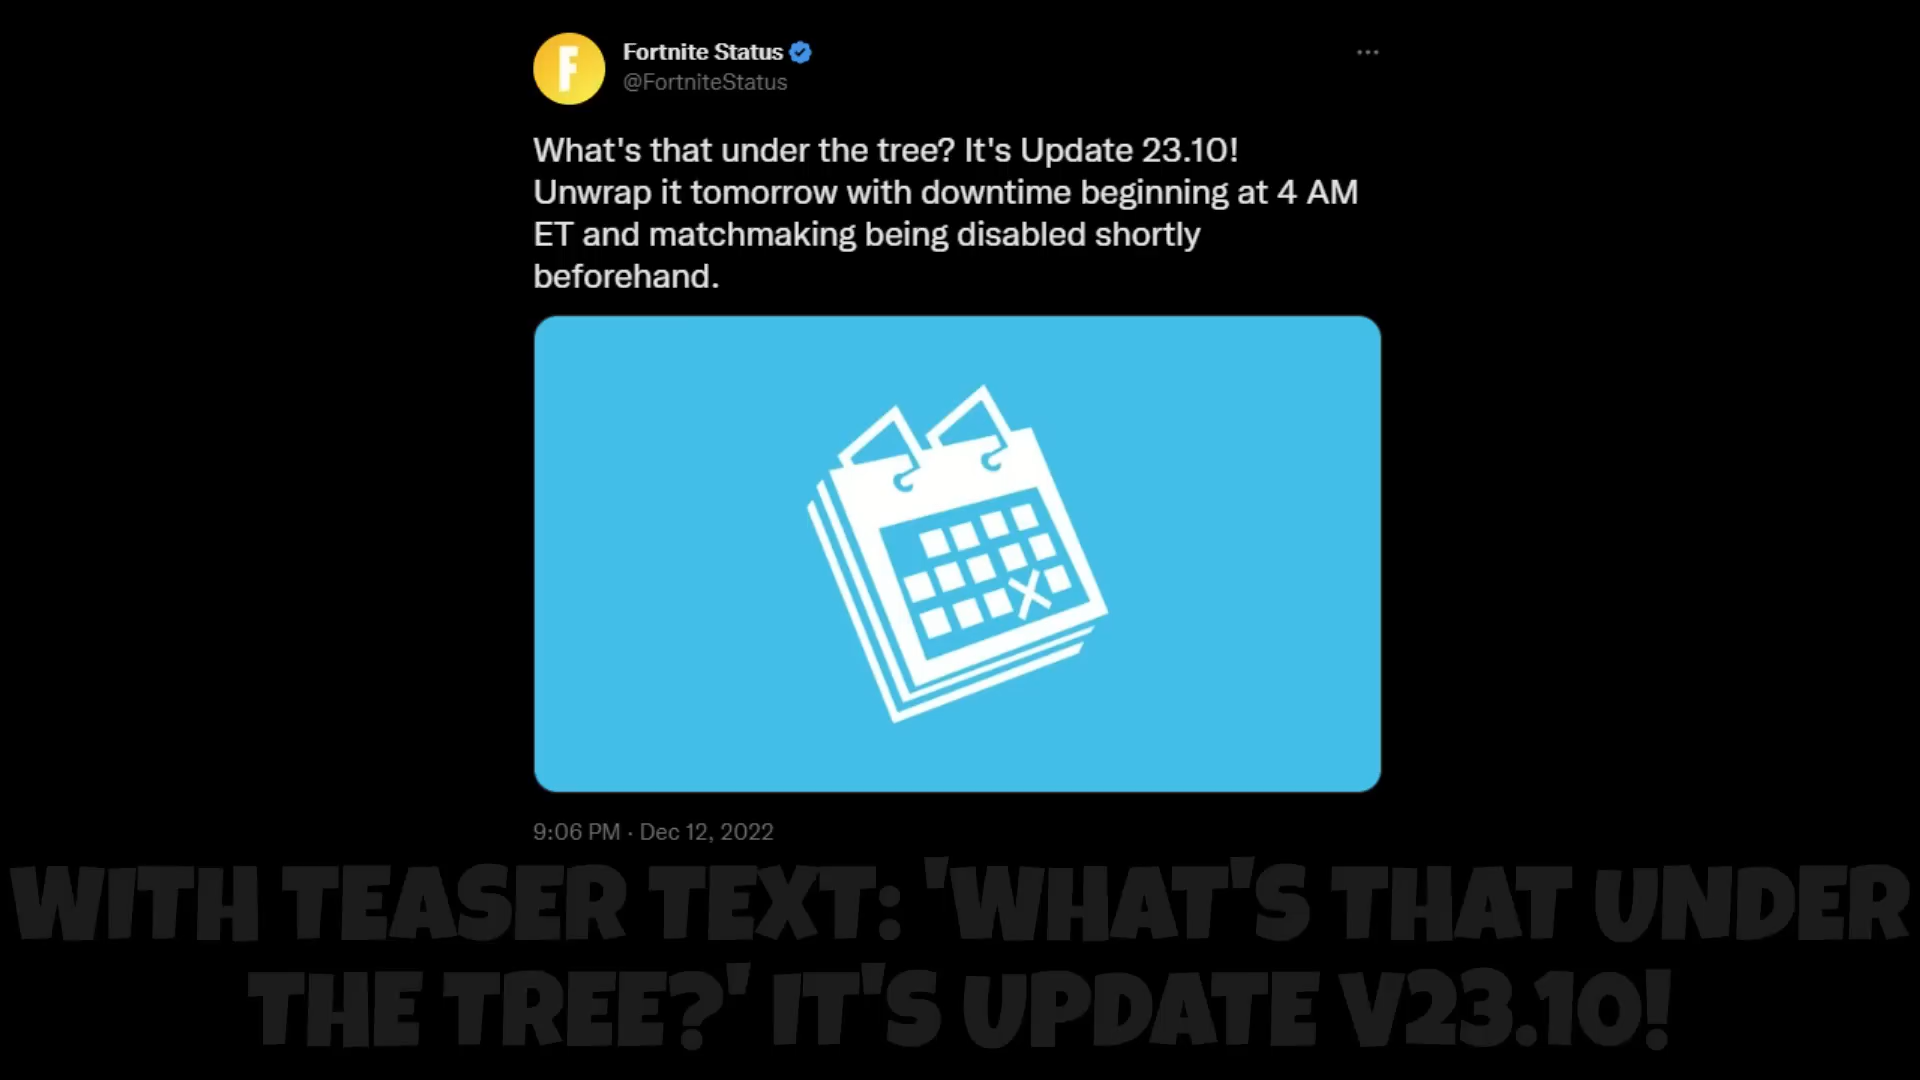 Fortnite Status
@FortniteStatus
What's that under the tree? It's Update 23.10!
Unwrap it tomorrow with downtime beginning at 4 AM
ET and matchmaking being disabled shortly
beforehand.
9:06 PM · Dec 12, 2022
WITH TEASER TEXT: 'WHAT'S THAT UNDER
THE TREE?' IT'S UPDATE V23.10!